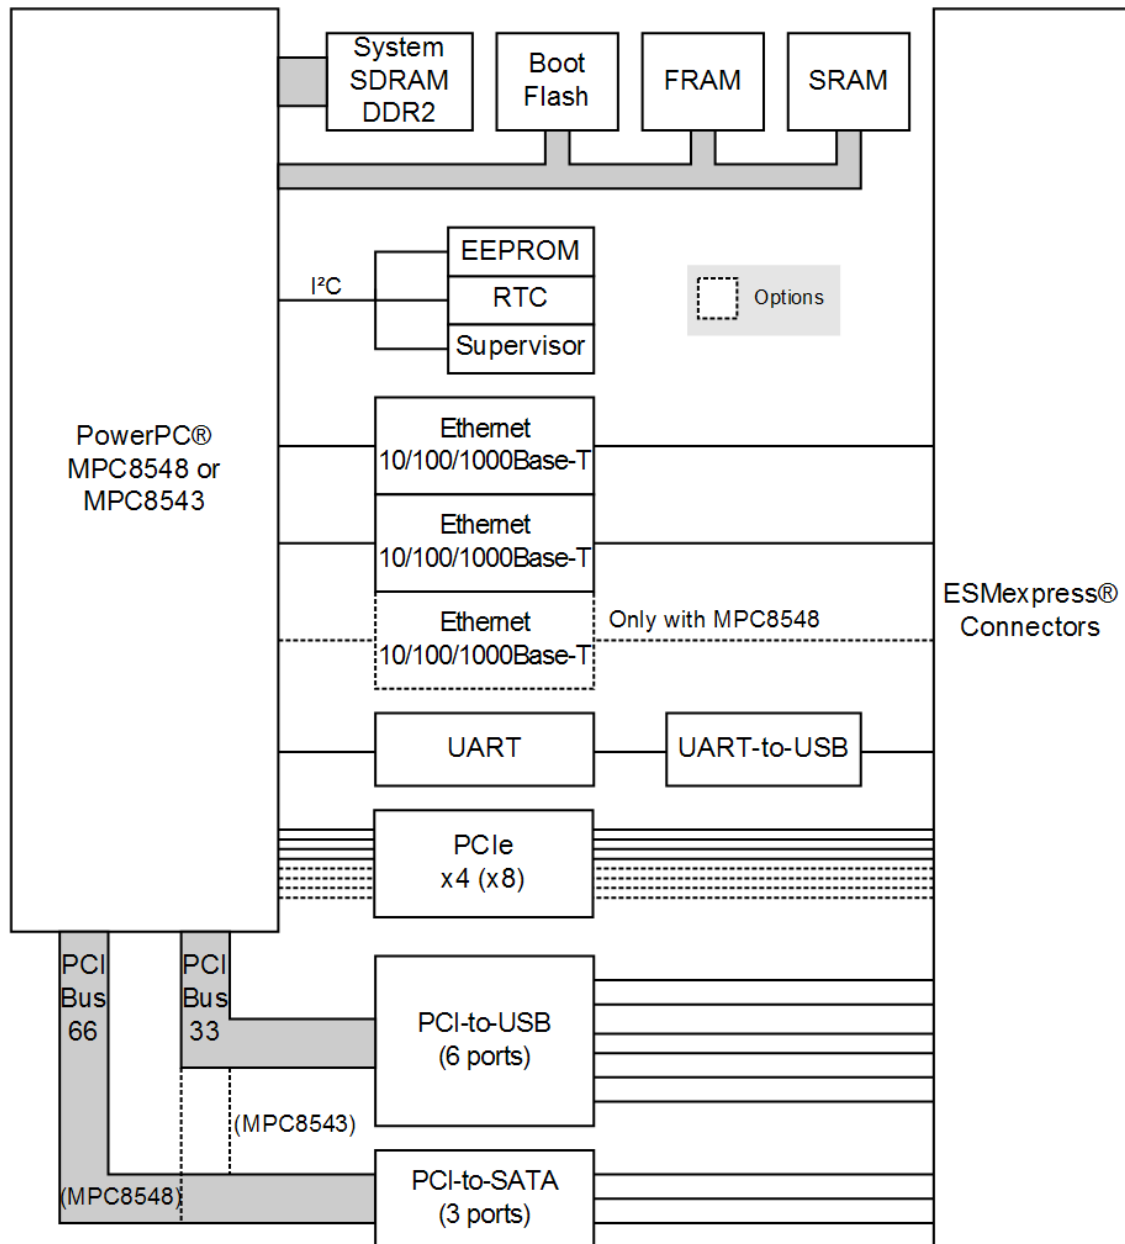 System
SDRAM
DDR2
Boot
Flash
FRAM
SRAM
I²C
EEPROM
RTC
Supervisor
Options
PowerPC®
MPC8548 or
MPC8543
Ethernet
10/100/1000Base-T
Ethernet
10/100/1000Base-T
Ethernet
10/100/1000Base-T
Only with MPC8548
ESMexpress®
Connectors
UART
UART-to-USB
PCIe
x4 (x8)
PCI
Bus
66
PCI
Bus
33
PCI-to-USB
(6 ports)
(MPC8543)
(MPC8548)
PCI-to-SATA
(3 ports)